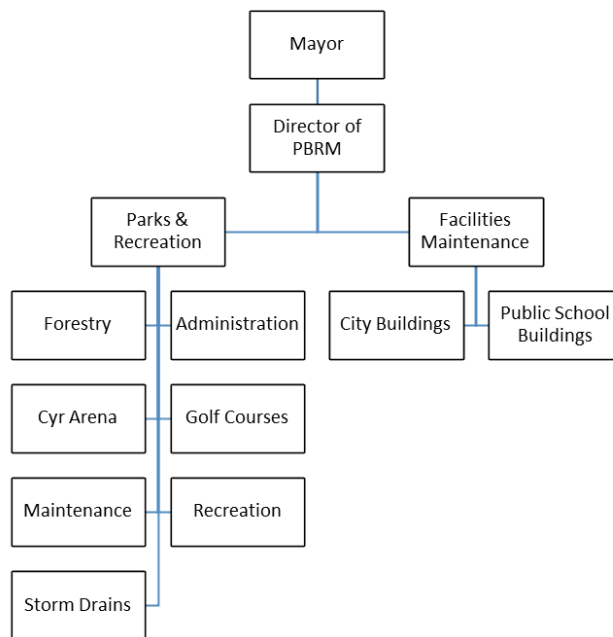 Mayor
Director of
PBRM
Parks &
Recreation
Facilities
Maintenance
Forestry
Administration
City Buildings
Public School
Buildings
Cyr Arena
Golf Courses
Maintenance
Recreation
Storm Drains